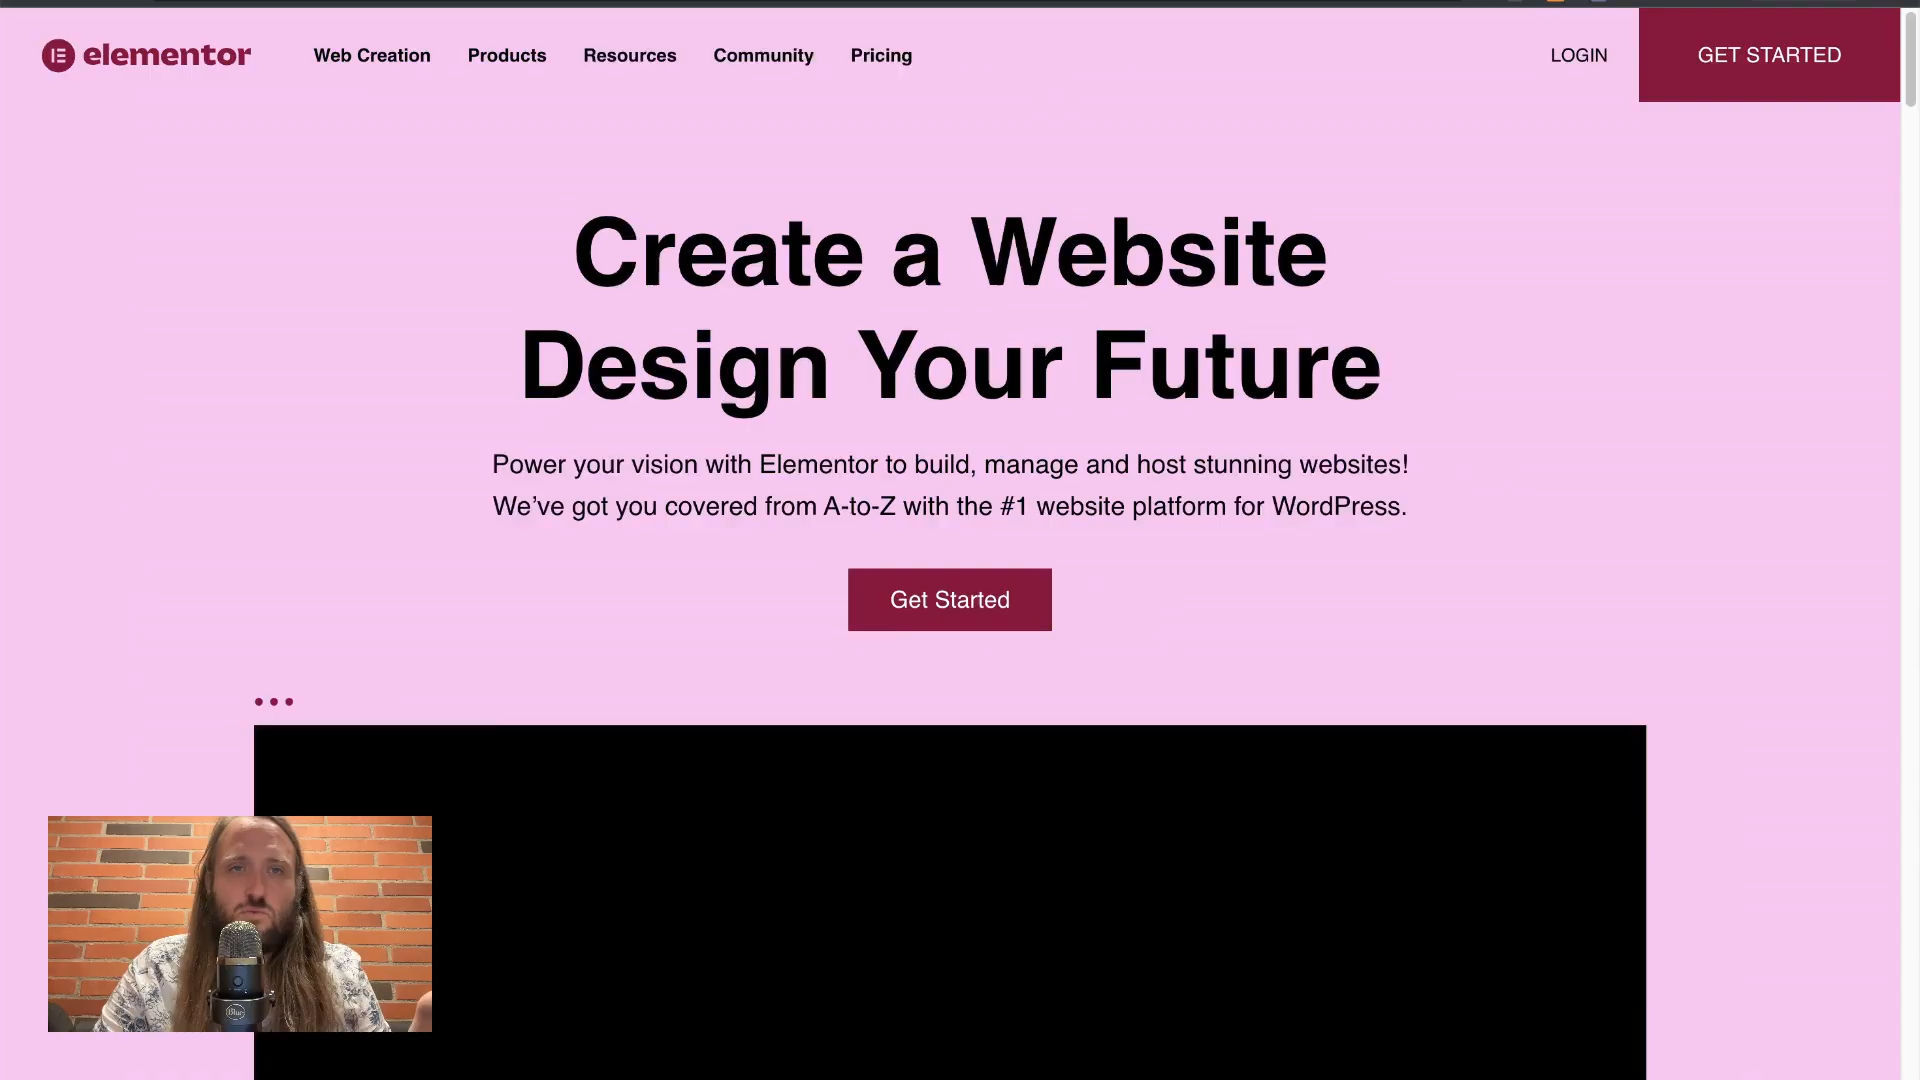 elementor
Web Creation
Products
Resources
Community
Pricing
LOGIN
GET STARTED
Create a Website
Design Your Future
Power your vision with Elementor to build, manage and host stunning websites!
We’ve got you covered from A-to-Z with the #1 website platform for WordPress.
Get Started
Blue